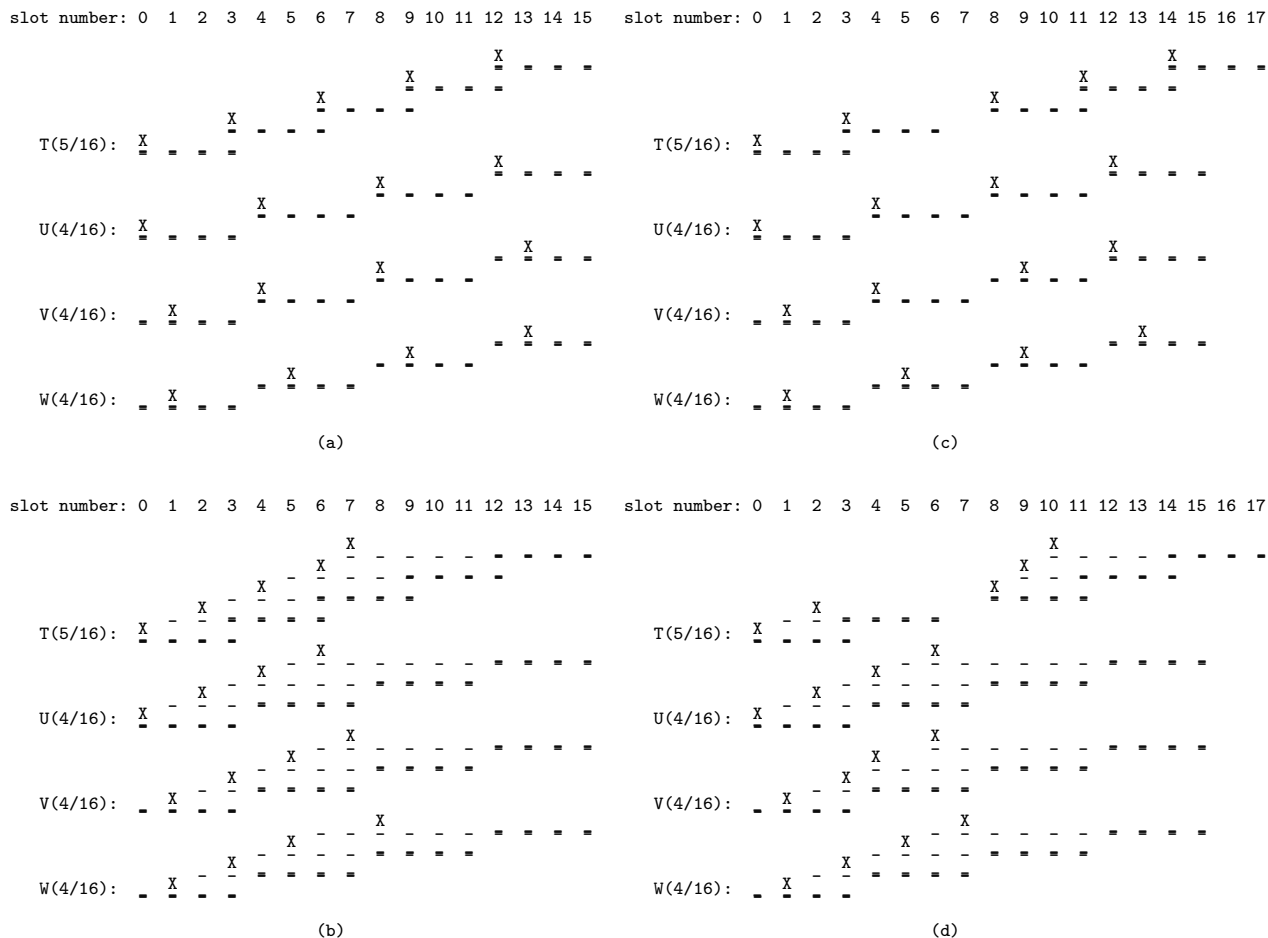 slot number: 0 1 2 3 4 5 6 7 8 9 10 11 12 13 14 15
X
X
X
X
T(5/16): X
X
X
X
U(4/16): X
X
X
X
V(4/16): X
X
X
X
W(4/16): X
(a)
slot number: 0 1 2 3 4 5 6 7 8 9 10 11 12 13 14 15 16 17
X
X
X
X
T(5/16): X
X
X
X
U(4/16): X
X
X
X
V(4/16): X
X
X
X
W(4/16): X
(c)
slot number: 0 1 2 3 4 5 6 7 8 9 10 11 12 13 14 15
X
X
X
X
T(5/16): X
X
X
X
U(4/16): X
X
X
X
V(4/16): X
X
X
X
W(4/16): X
(b)
slot number: 0 1 2 3 4 5 6 7 8 9 10 11 12 13 14 15 16 17
X
X
X
X
T(5/16): X
X
X
X
U(4/16): X
X
X
X
V(4/16): X
X
X
X
W(4/16): X
(d)